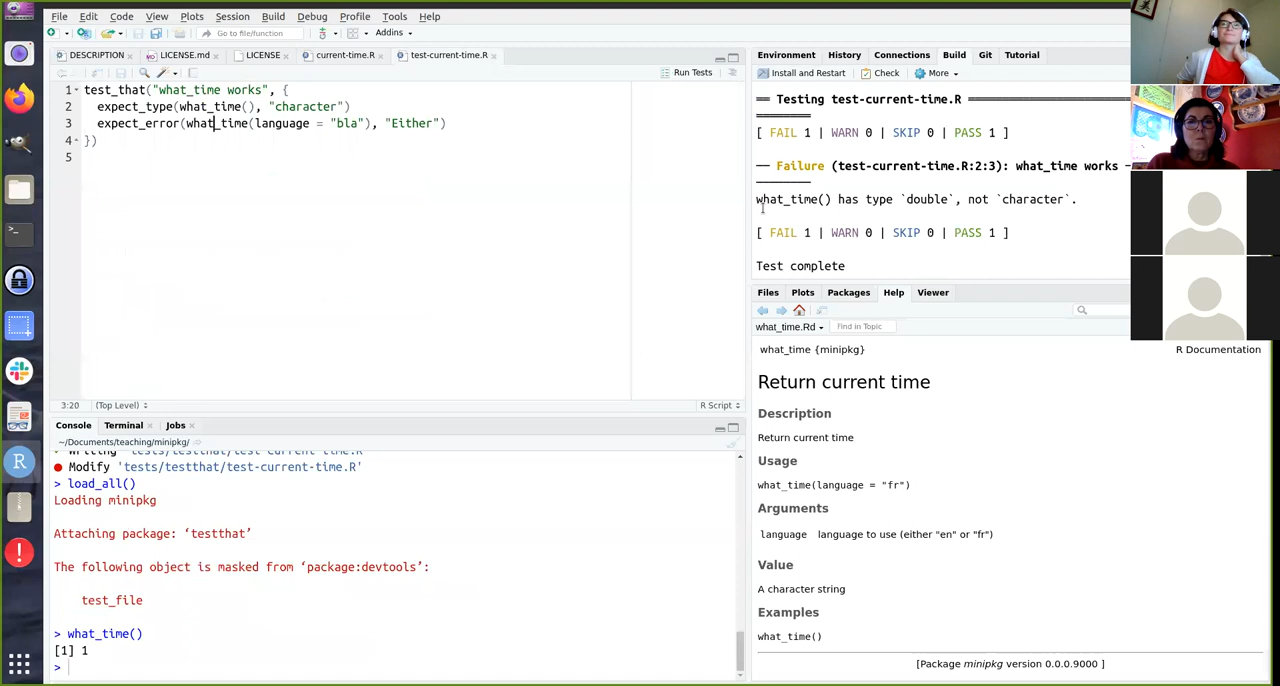 File Edit Code View Plots Session Build Debug Profile Tools Help
Go to file/function
Addins
DESCRIPTION
LICENSE.md
LICENSE
current-time.R
test-current-time.R
Run Tests
1 test_that("what_time works", {
2 expect_type(what_time(), "character")
3 expect_error(what_time(language = "bla"), "Either")
4 })
5
3:20 (Top Level) R Script
Console Terminal Jobs
~/Documents/teaching/minipkg/
Modify 'tests/testthat/test-current-time.R'
> load_all()
Loading minipkg
Attaching package: ‘testthat’
The following object is masked from ‘package:devtools’:
test_file
> what_time()
[1] 1
>
Environment History Connections Build Git Tutorial
Install and Restart Check More
══ Testing test-current-time.R ══════════════════
════════
[ FAIL 1 | WARN 0 | SKIP 0 | PASS 1 ]
── Failure (test-current-time.R:2:3): what_time works ─
────────
what_time() has type `double`, not `character`.
[ FAIL 1 | WARN 0 | SKIP 0 | PASS 1 ]
Test complete
Files Plots Packages Help Viewer
what_time.Rd Find in Topic
what_time {minipkg} R Documentation
Return current time
Description
Return current time
Usage
what_time(language = "fr")
Arguments
language language to use (either "en" or "fr")
Value
A character string
Examples
what_time()
[Package minipkg version 0.0.0.9000 ]